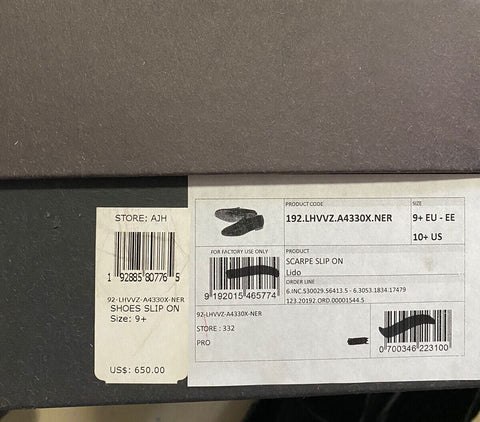 STORE: AJH
1 92885 80776 5
92-LHVVZ-A4330X-NER
SHOES SLIP ON
Size: 9+
US$: 650.00
PRODUCT CODE
192.LHVVZ.A4330X.NER
SIZE
9+ EU - EE
10+ US
FOR FACTORY USE ONLY
9 192015 465774
PRODUCT
SCARPE SLIP ON
Lido
ORDER LINE
6.INC.530029.56413.5 - 6.3053.1834.17479
123.20192.ORD.00001544.5
92-LHVVZ-A4330X-NER
STORE : 332
PRO
0 700346 223100